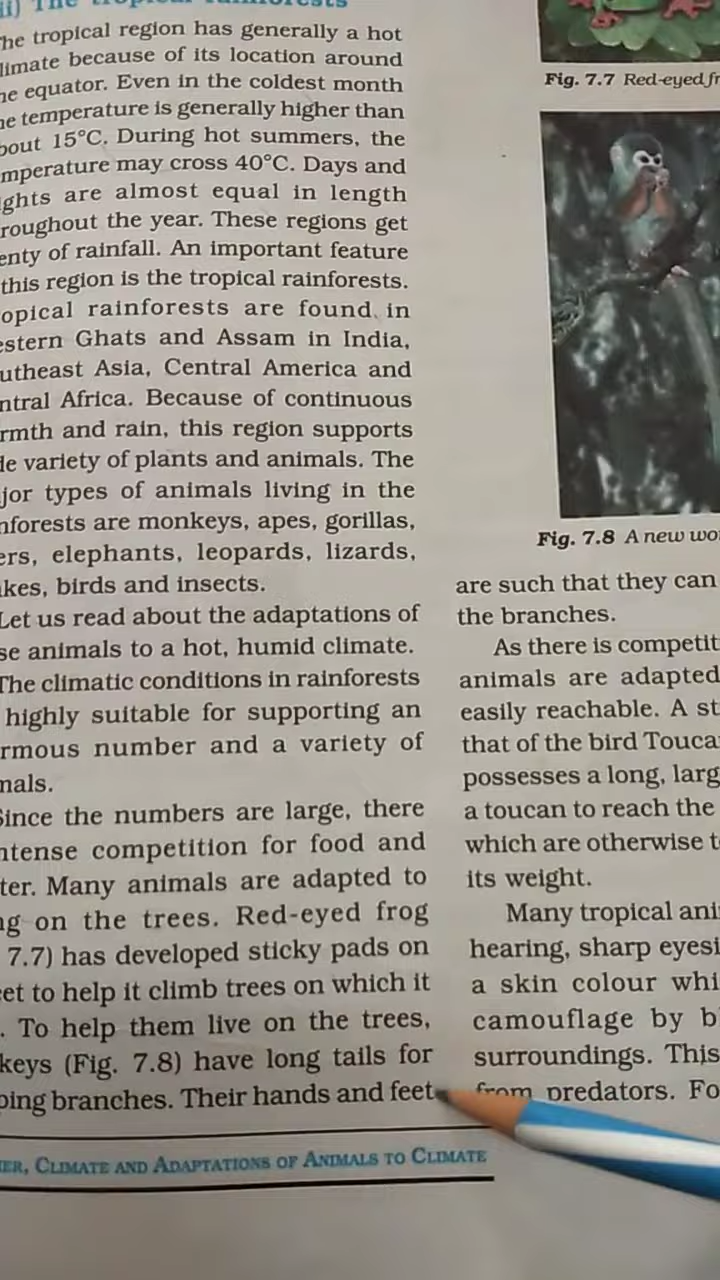 ii) The tropical rainforests
he tropical region has generally a hot
limate because of its location around
he equator. Even in the coldest month
he temperature is generally higher than
bout 15°C. During hot summers, the
mperature may cross 40°C. Days and
ights are almost equal in length
roughout the year. These regions get
enty of rainfall. An important feature
this region is the tropical rainforests.
opical rainforests are found in
estern Ghats and Assam in India,
utheast Asia, Central America and
ntral Africa. Because of continuous
rmth and rain, this region supports
de variety of plants and animals. The
jor types of animals living in the
nforests are monkeys, apes, gorillas,
ers, elephants, leopards, lizards,
kes, birds and insects.
Let us read about the adaptations of
se animals to a hot, humid climate.
The climatic conditions in rainforests
highly suitable for supporting an
rmous number and a variety of
mals.
Since the numbers are large, there
ntense competition for food and
ter. Many animals are adapted to
ng on the trees. Red-eyed frog
7.7) has developed sticky pads on
eet to help it climb trees on which it
. To help them live on the trees,
keys (Fig. 7.8) have long tails for
ping branches. Their hands and feet
Fig. 7.7 Red-eyed fr
Fig. 7.8 A new wo
are such that they can
the branches.
As there is competit
animals are adapted
easily reachable. A st
that of the bird Touca
possesses a long, larg
a toucan to reach the
which are otherwise t
its weight.
Many tropical ani
hearing, sharp eyesi
a skin colour whi
camouflage by b
surroundings. This
from predators. Fo
ER, CLIMATE AND ADAPTATIONS OF ANIMALS TO CLIMATE